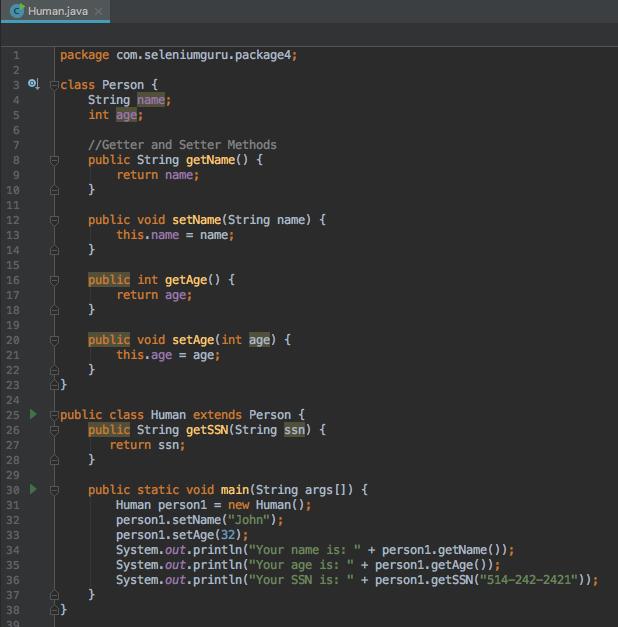 Human.java
1 package com.seleniumguru.package4;
2
3 class Person {
4 String name;
5 int age;
6
7 //Getter and Setter Methods
8 public String getName() {
9 return name;
10 }
11
12 public void setName(String name) {
13 this.name = name;
14 }
15
16 public int getAge() {
17 return age;
18 }
19
20 public void setAge(int age) {
21 this.age = age;
22 }
23 }
24
25 public class Human extends Person {
26 public String getSSN(String ssn) {
27 return ssn;
28 }
29
30 public static void main(String args[]) {
31 Human person1 = new Human();
32 person1.setName("John");
33 person1.setAge(32);
34 System.out.println("Your name is: " + person1.getName());
35 System.out.println("Your age is: " + person1.getAge());
36 System.out.println("Your SSN is: " + person1.getSSN("514-242-2421"));
37 }
38 }
39